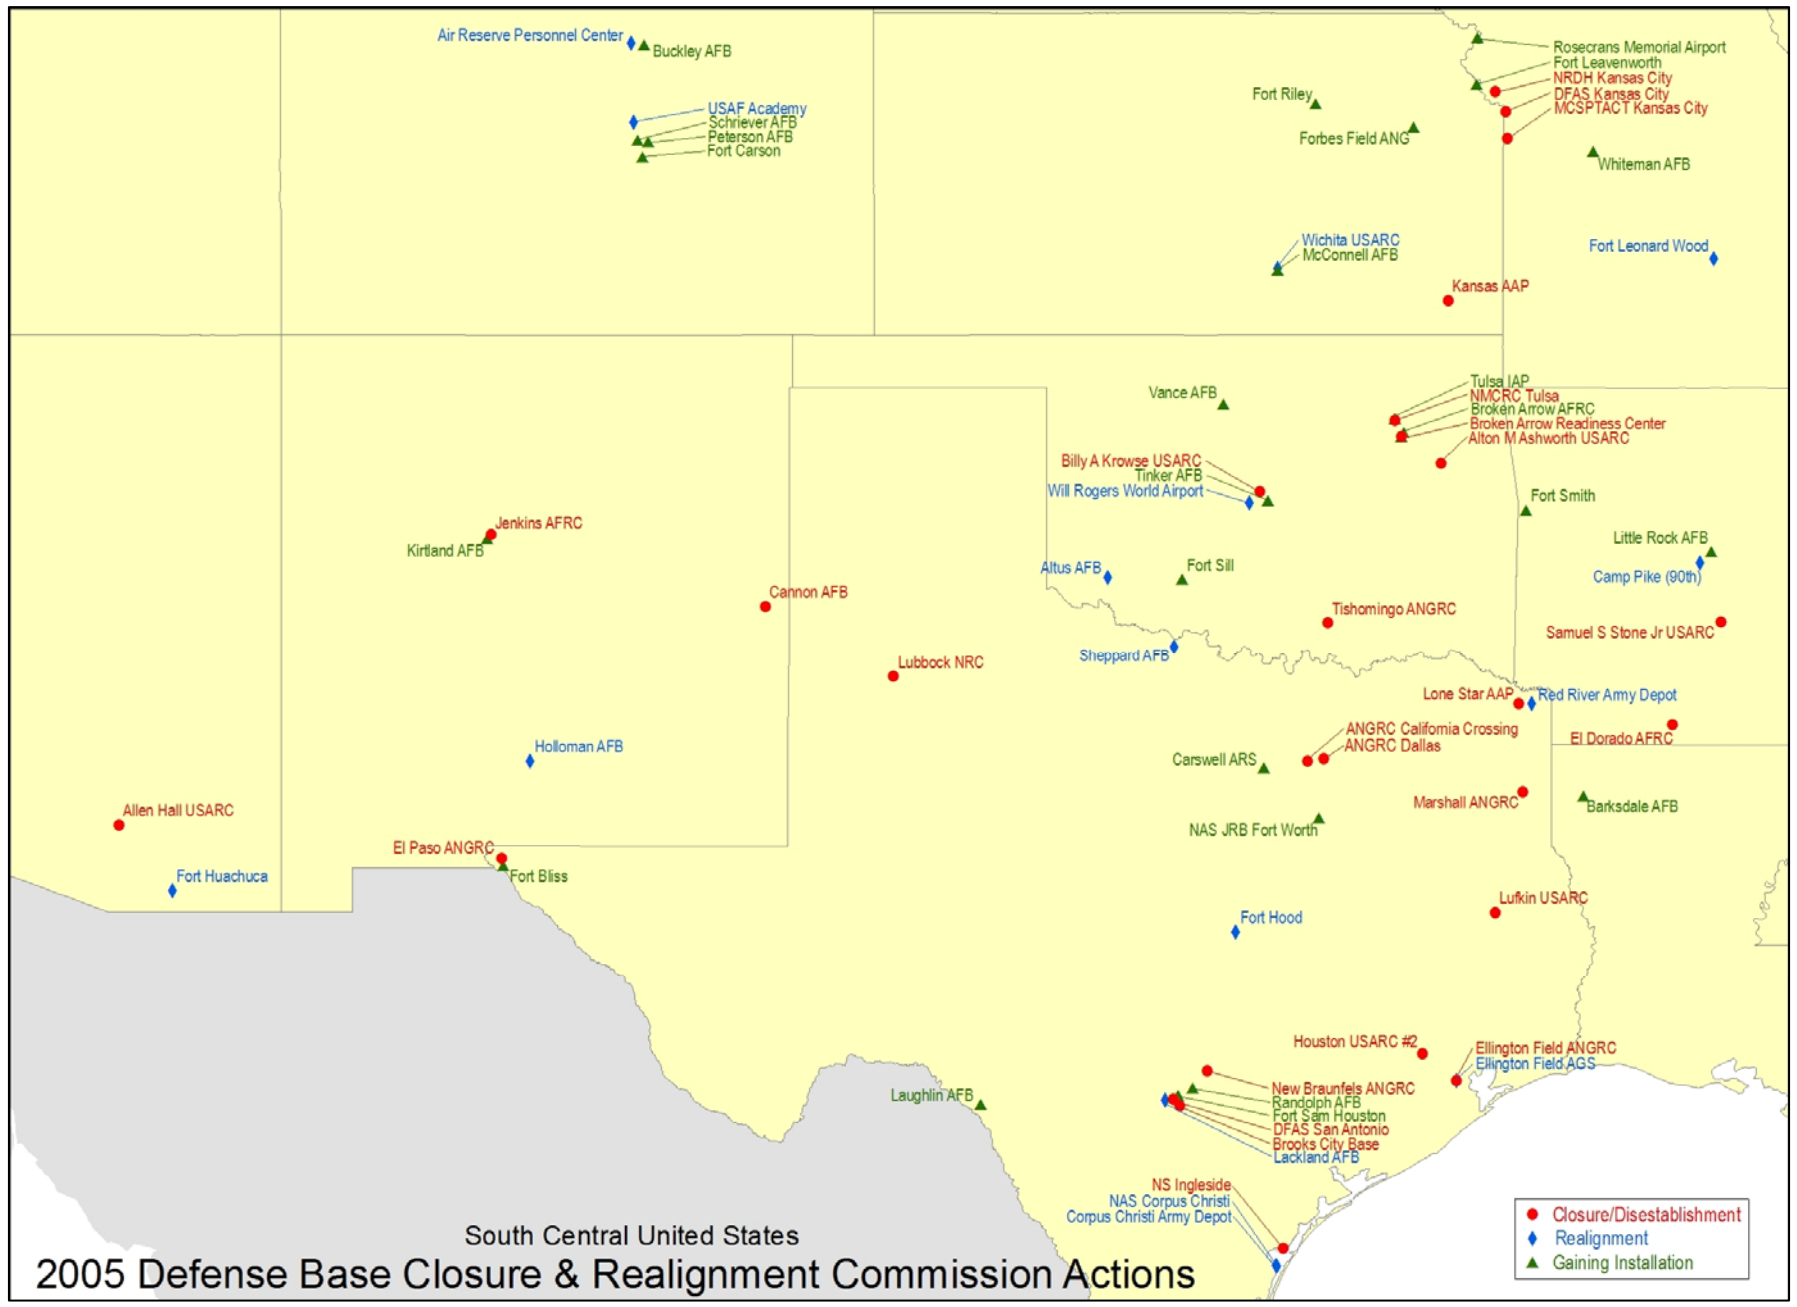 Air Reserve Personnel Center
Buckley AFB
USAF Academy
Schriever AFB
Peterson AFB
Fort Carson
Rosecrans Memorial Airport
Fort Leavenworth
NRDH Kansas City
DFAS Kansas City
MCSPTACT Kansas City
Fort Riley
Forbes Field ANG
Whiteman AFB
Wichita USARC
McConnell AFB
Fort Leonard Wood
Kansas AAP
Vance AFB
Tulsa IAP
NMCRC Tulsa
Broken Arrow AFRC
Broken Arrow Readiness Center
Alton M Ashworth USARC
Billy A Krowse USARC
Tinker AFB
Will Rogers World Airport
Fort Smith
Jenkins AFRC
Kirtland AFB
Little Rock AFB
Camp Pike (90th)
Altus AFB
Fort Sill
Cannon AFB
Tishomingo ANGRC
Samuel S Stone Jr USARC
Sheppard AFB
Lubbock NRC
Lone Star AAP
Red River Army Depot
ANGRC California Crossing
ANGRC Dallas
El Dorado AFRC
Holloman AFB
Carswell ARS
Marshall ANGRC
Barksdale AFB
Allen Hall USARC
NAS JRB Fort Worth
El Paso ANGRC
Fort Bliss
Fort Huachuca
Lufkin USARC
Fort Hood
Houston USARC #2
Ellington Field ANGRC
Ellington Field AGS
Laughlin AFB
New Braunfels ANGRC
Randolph AFB
Fort Sam Houston
DFAS San Antonio
Brooks City Base
Lackland AFB
NS Ingleside
NAS Corpus Christi
Corpus Christi Army Depot
Closure/Disestablishment
Realignment
Gaining Installation
South Central United States
2005 Defense Base Closure & Realignment Commission Actions